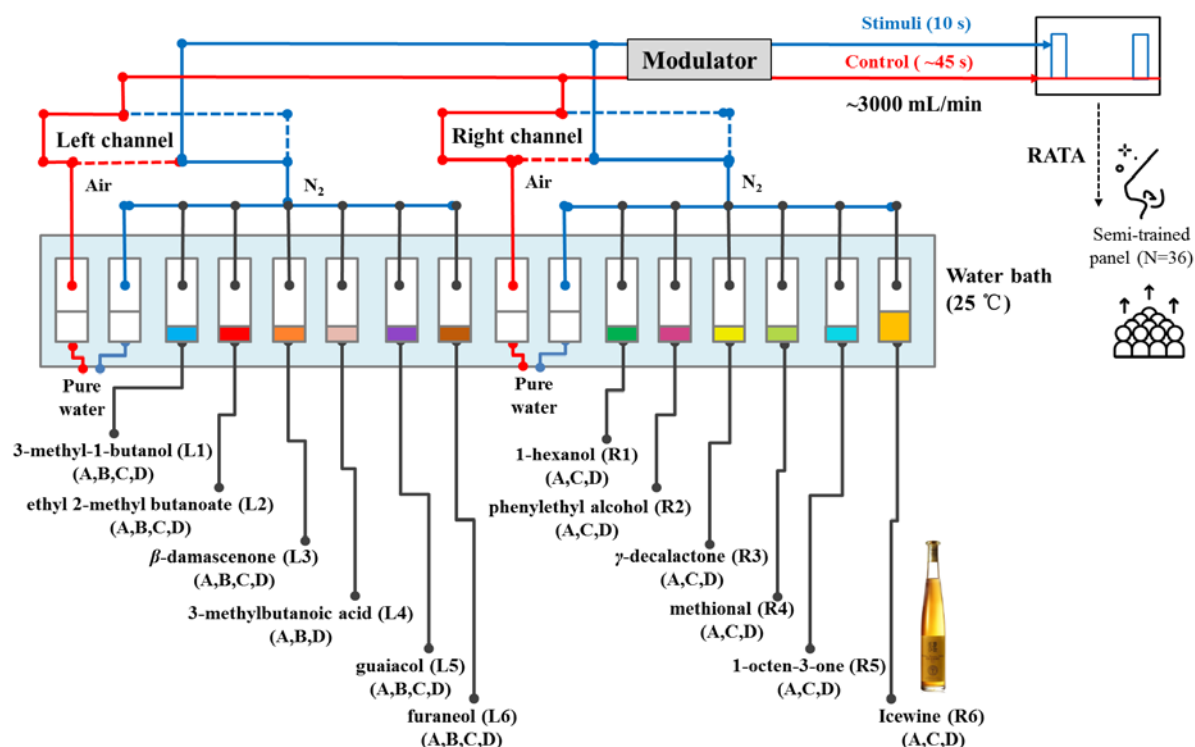 Stimuli (10 s)
Modulator
Control ( ~45 s)
~3000 mL/min
Left channel
Right channel
RATA
Air
N2
Air
N2
Semi-trained
panel (N=36)
Water bath
(25 ℃)
Pure
water
Pure
water
3-methyl-1-butanol (L1)
(A,B,C,D)
ethyl 2-methyl butanoate (L2)
(A,B,C,D)
β-damascenone (L3)
(A,B,C,D)
3-methylbutanoic acid (L4)
(A,B,D)
guaiacol (L5)
(A,B,C,D)
furaneol (L6)
(A,B,C,D)
1-hexanol (R1)
(A,C,D)
phenylethyl alcohol (R2)
(A,C,D)
γ-decalactone (R3)
(A,C,D)
methional (R4)
(A,C,D)
1-octen-3-one (R5)
(A,C,D)
Icewine (R6)
(A,C,D)